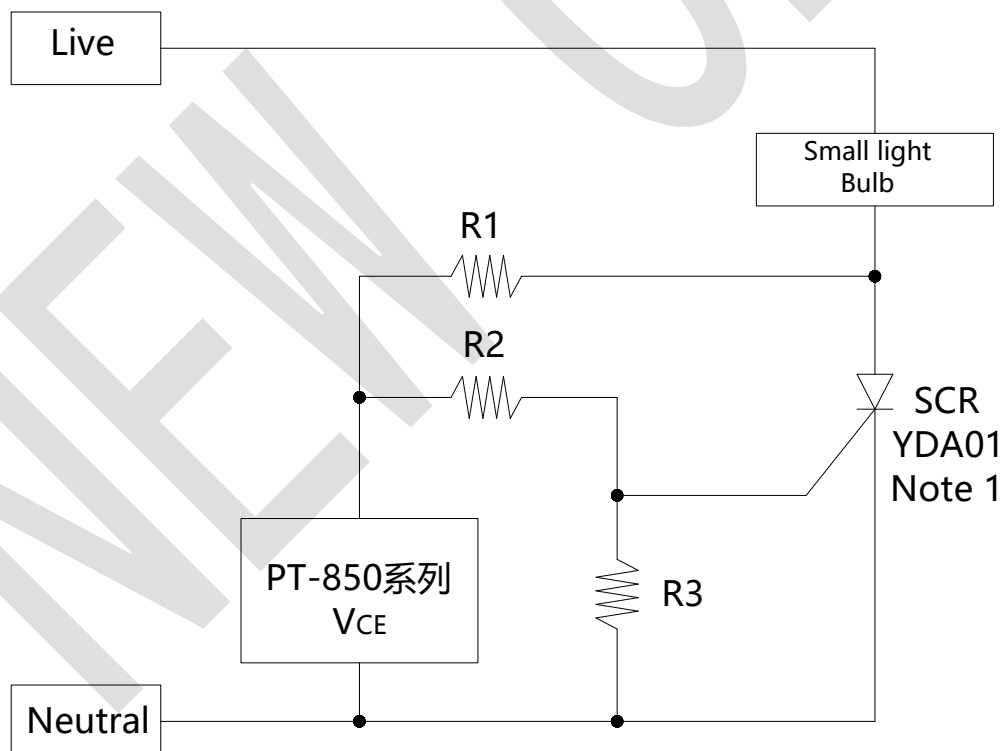 Live
Small light
Bulb
R1
R2
SCR
YDA01
Note 1
PT-850系列
VCE
R3
Neutral
NEW